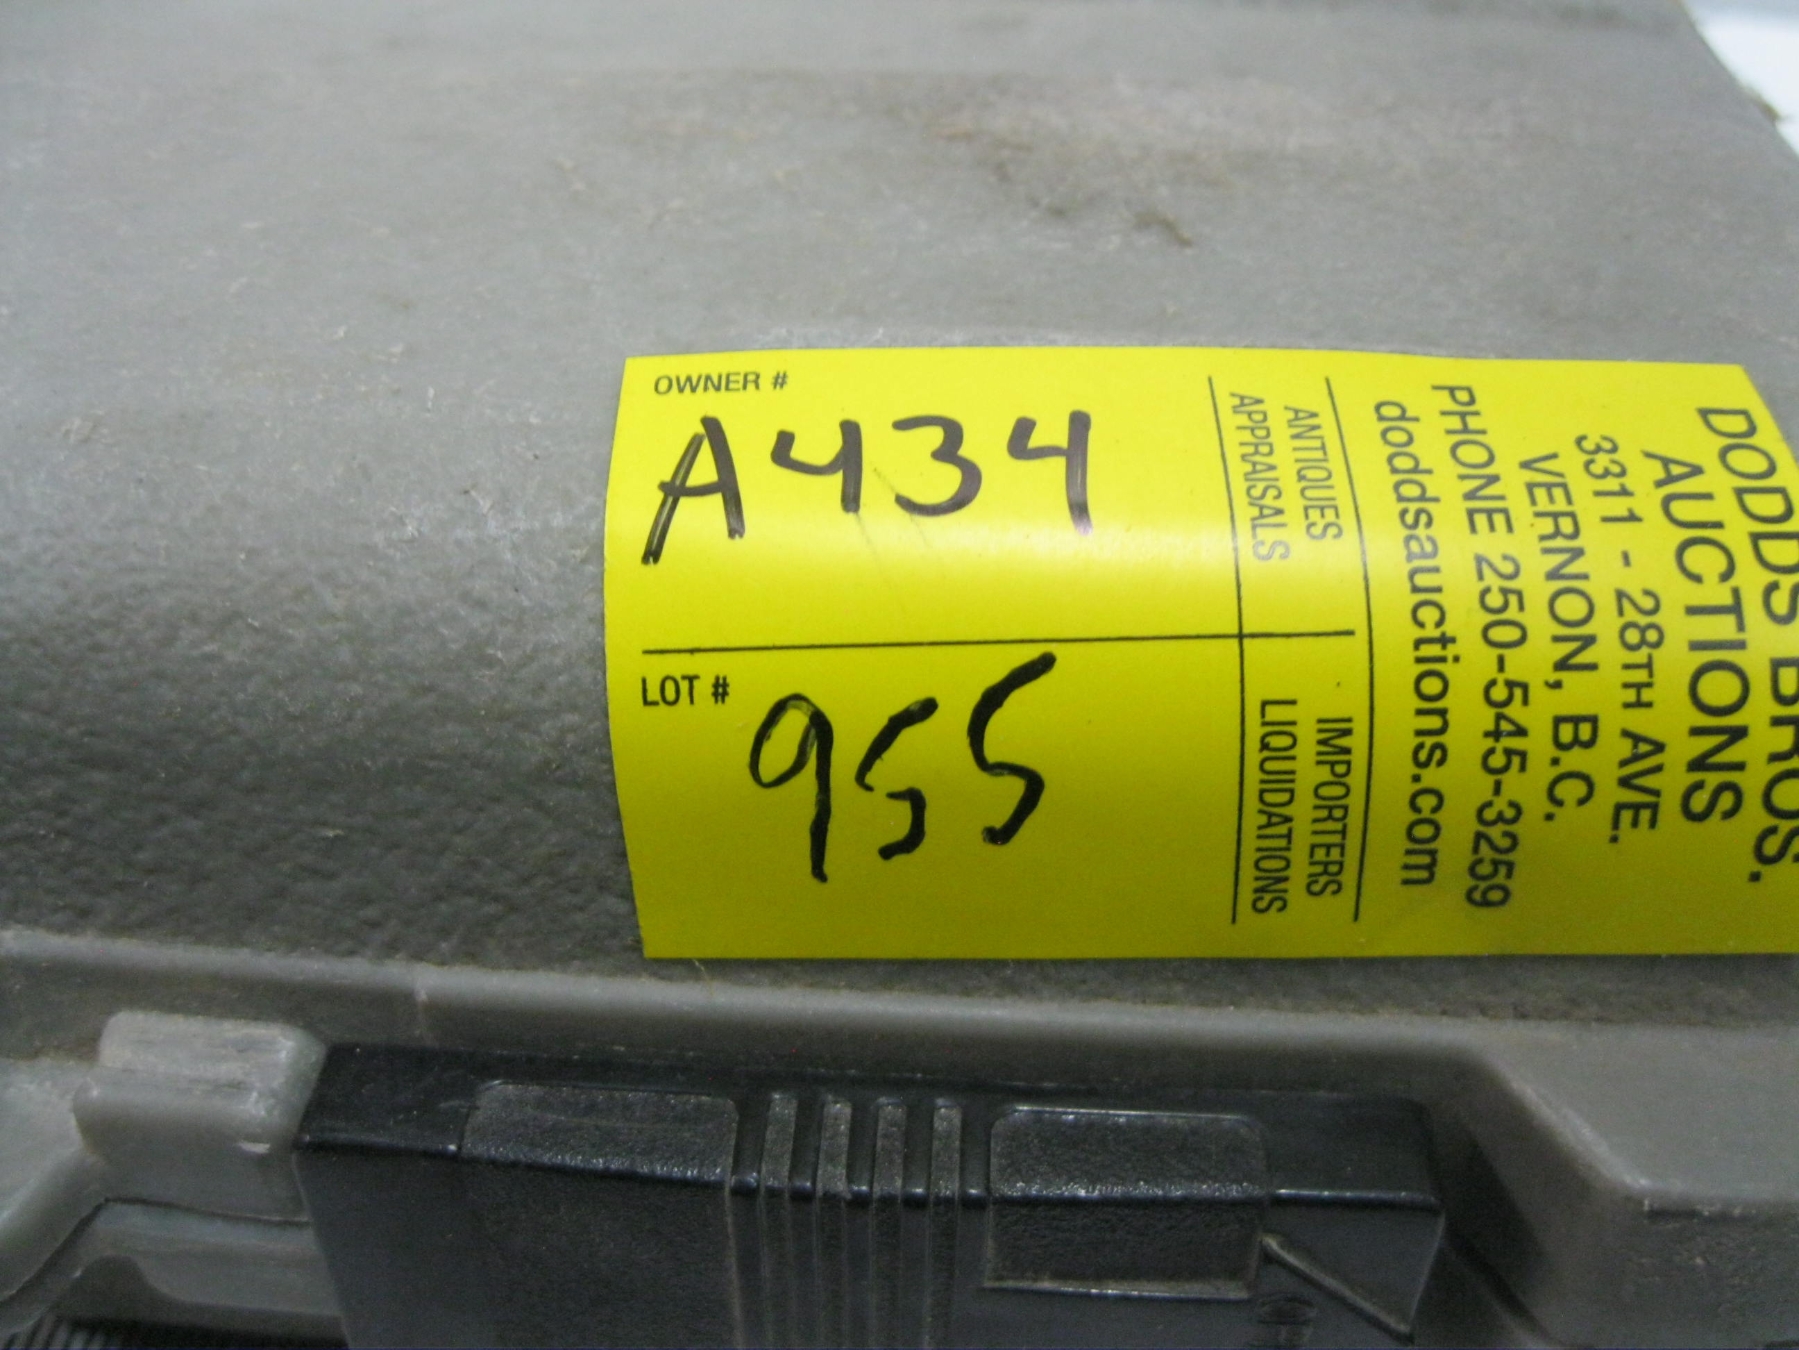 OWNER #
A434
LOT #
955
DODDS BROS.
AUCTIONS
3311 - 28TH AVE.
VERNON, B.C.
PHONE 250-545-3259
doddsauctions.com
ANTIQUES
APPRAISALS
IMPORTERS
LIQUIDATIONS